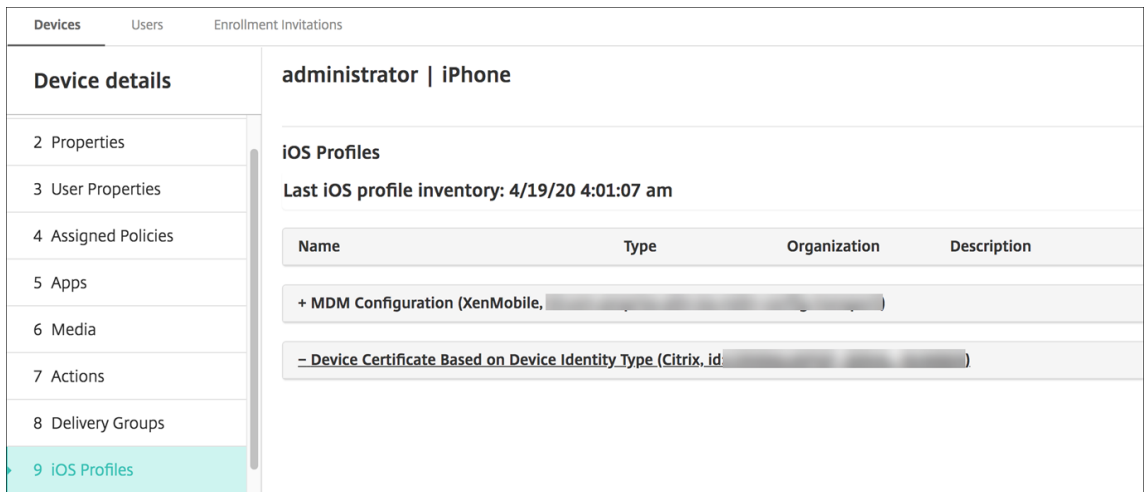 Devices Users Enrollment Invitations
Device details
2 Properties
3 User Properties
4 Assigned Policies
5 Apps
6 Media
7 Actions
8 Delivery Groups
9 iOS Profiles
administrator | iPhone
iOS Profiles
Last iOS profile inventory: 4/19/20 4:01:07 am
Name Type Organization Description
+ MDM Configuration (XenMobile, )
– Device Certificate Based on Device Identity Type (Citrix, id: )